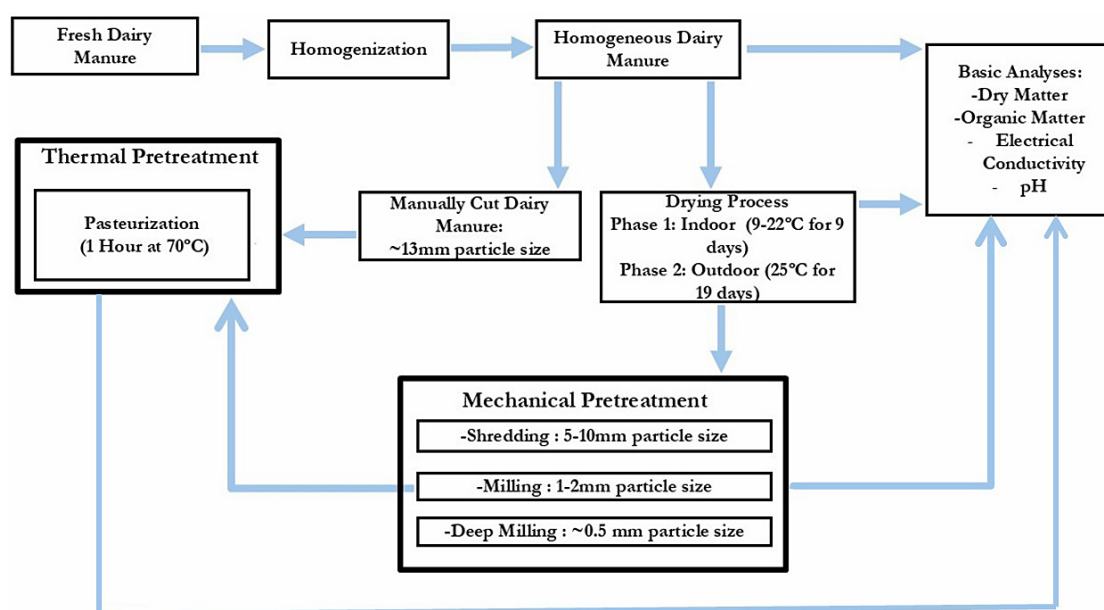 Fresh Dairy
Manure
Homogenization
Homogeneous Dairy
Manure
Basic Analyses:
-Dry Matter
-Organic Matter
- Electrical
Conductivity
- pH
Thermal Pretreatment
Pasteurization
(1 Hour at 70°C)
Manually Cut Dairy
Manure:
~13mm particle size
Drying Process
Phase 1: Indoor (9-22°C for 9
days)
Phase 2: Outdoor (25°C for
19 days)
Mechanical Pretreatment
-Shredding : 5-10mm particle size
-Milling : 1-2mm particle size
-Deep Milling : ~0.5 mm particle size